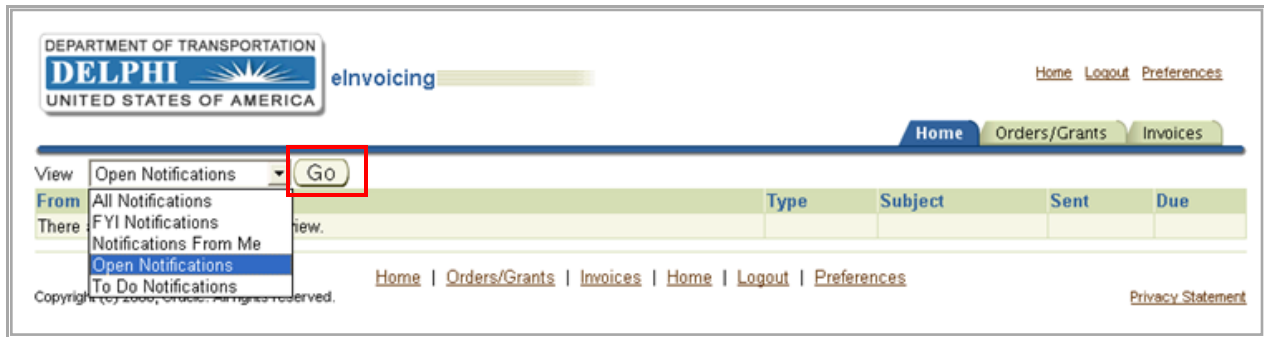 DEPARTMENT OF TRANSPORTATION
DELPHI
UNITED STATES OF AMERICA
eInvoicing
Home Logout Preferences
Home Orders/Grants Invoices
View Open Notifications Go
From Type Subject Sent Due
All Notifications
There view.
FYI Notifications
Notifications From Me
Open Notifications
To Do Notifications
Home | Orders/Grants | Invoices | Home | Logout | Preferences
Copyright reserved.
Privacy Statement